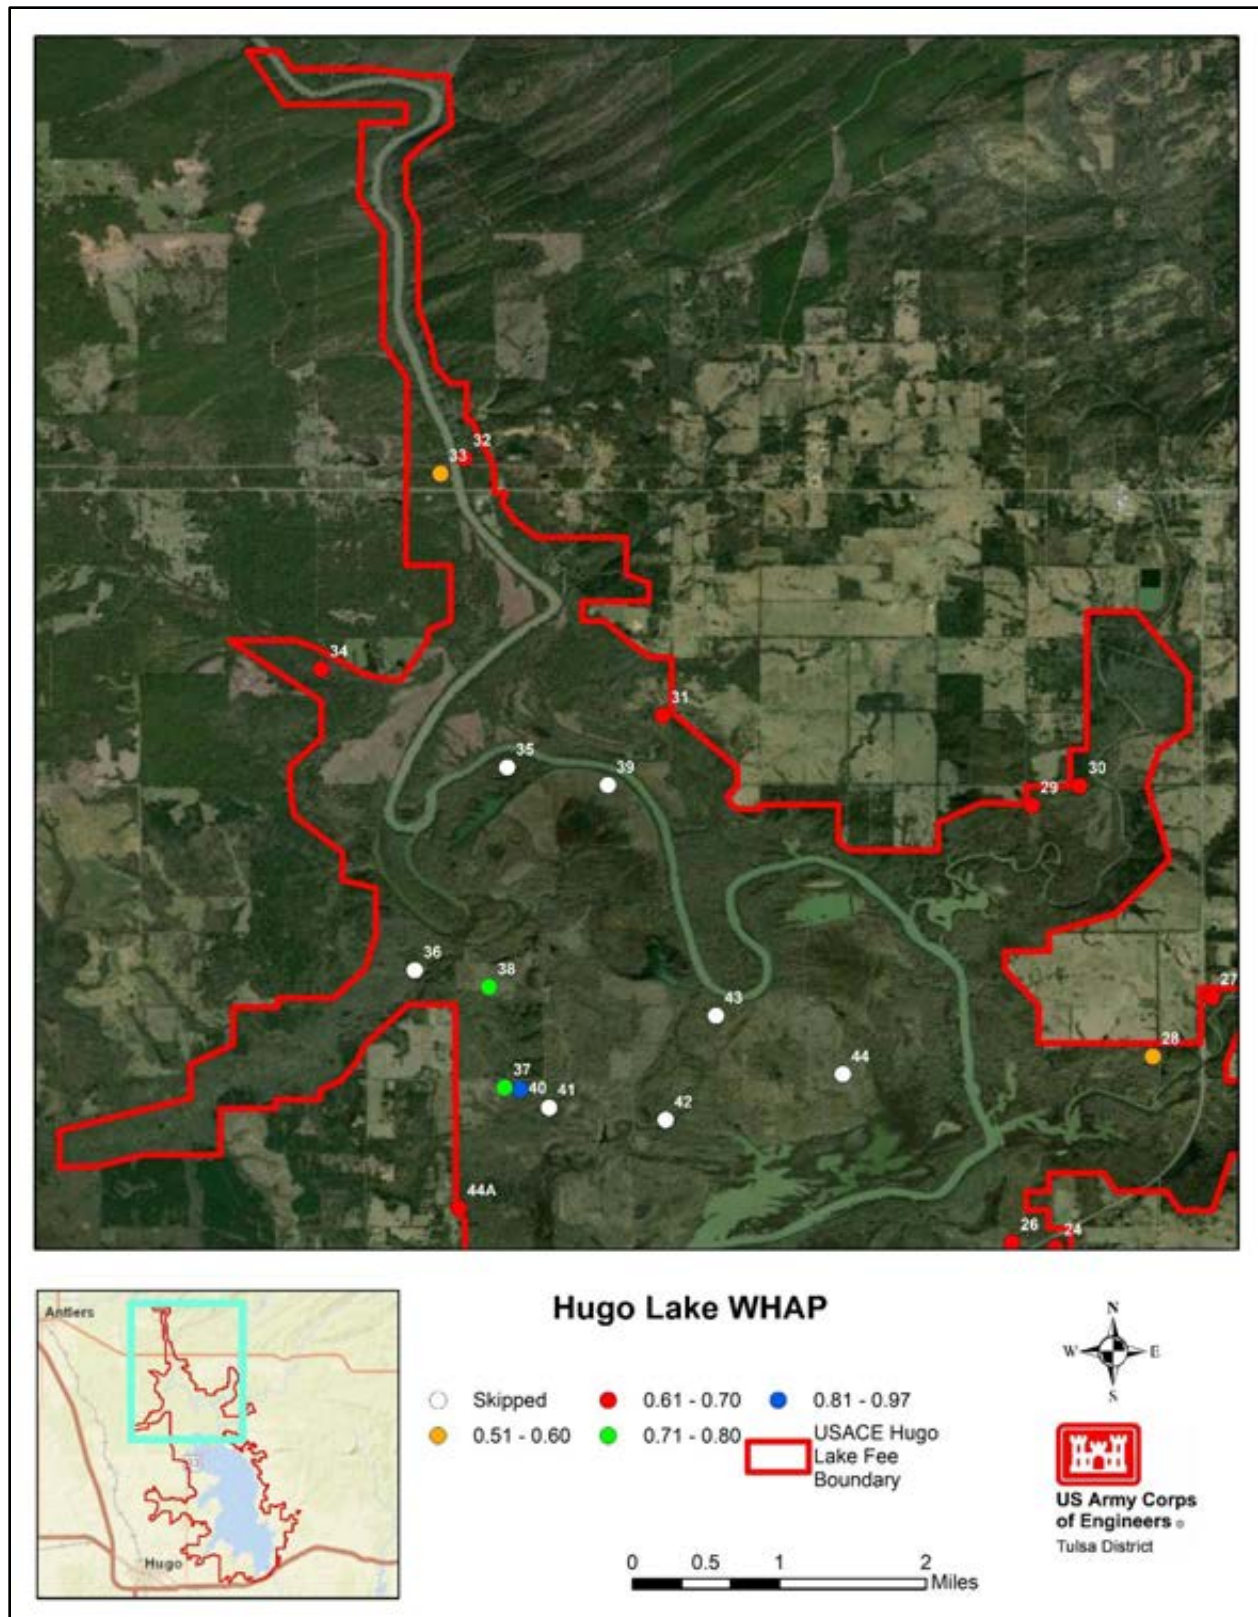 32
33
34
31
35
39
30
29
36
38
27
43
28
44
37
40
41
42
44A
26
24
Antlers
Hugo
Hugo Lake WHAP
Skipped
0.61 - 0.70
0.81 - 0.97
0.51 - 0.60
0.71 - 0.80
USACE Hugo
Lake Fee
Boundary
N
W E
S
US Army Corps
of Engineers ®
Tulsa District
0 0.5 1 2
Miles